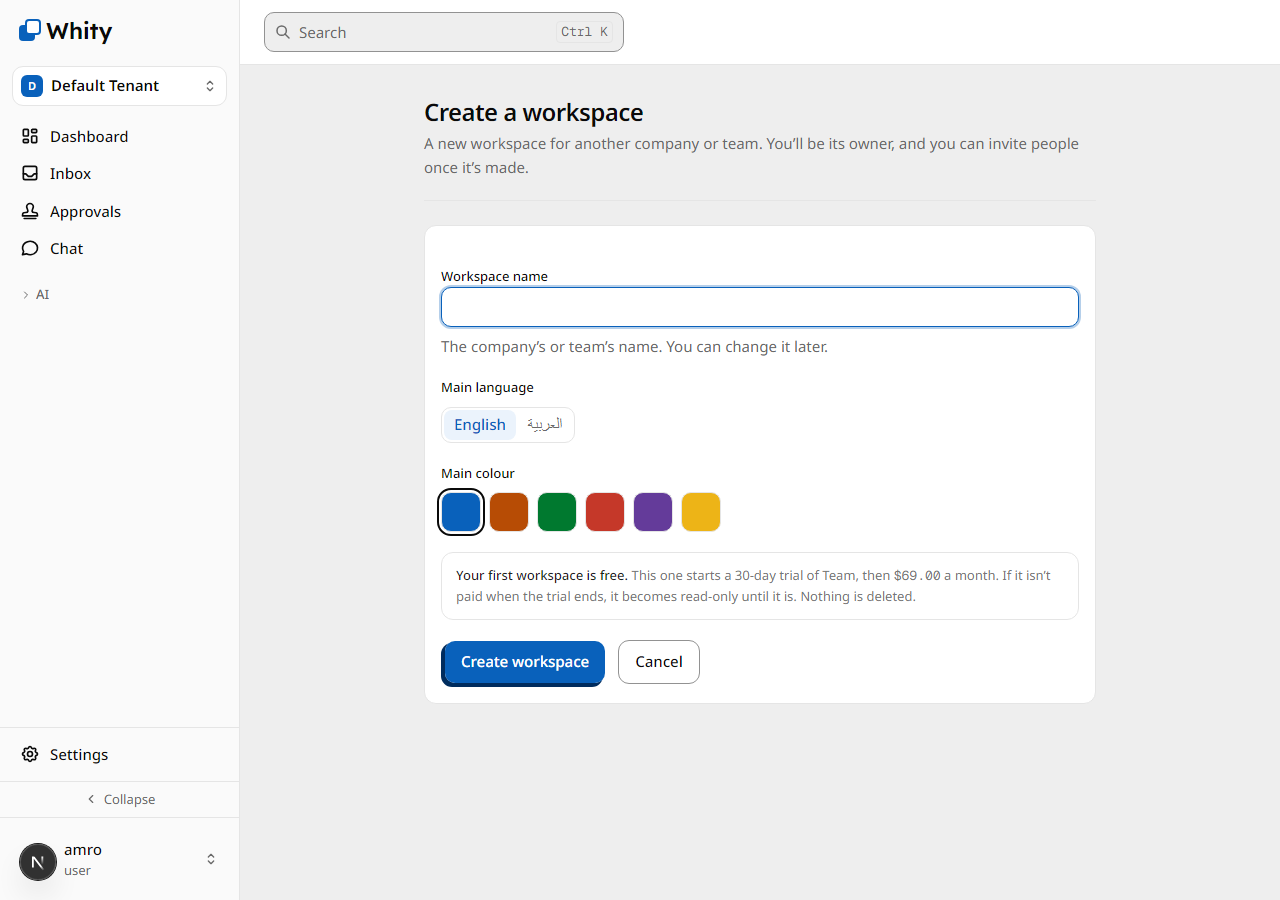 Whity
Search
Ctrl K
D
Default Tenant
Dashboard
Inbox
Approvals
Chat
AI
Create a workspace
A new workspace for another company or team. You’ll be its owner, and you can invite people
once it’s made.
Workspace name
The company’s or team’s name. You can change it later.
Main language
English
العربية
Main colour
Your first workspace is free. This one starts a 30-day trial of Team, then $69.00 a month. If it isn’t
paid when the trial ends, it becomes read-only until it is. Nothing is deleted.
Create workspace
Cancel
Settings
Collapse
N
amro
user